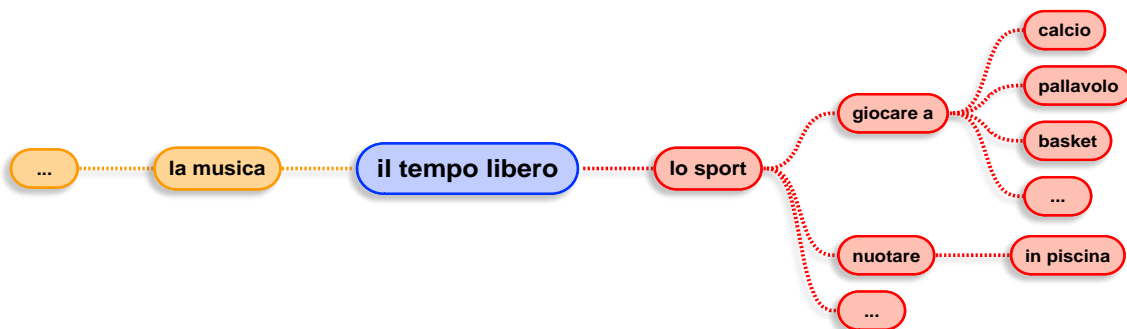 calcio
pallavolo
giocare a
basket
...
la musica
il tempo libero
lo sport
...
nuotare
in piscina
...